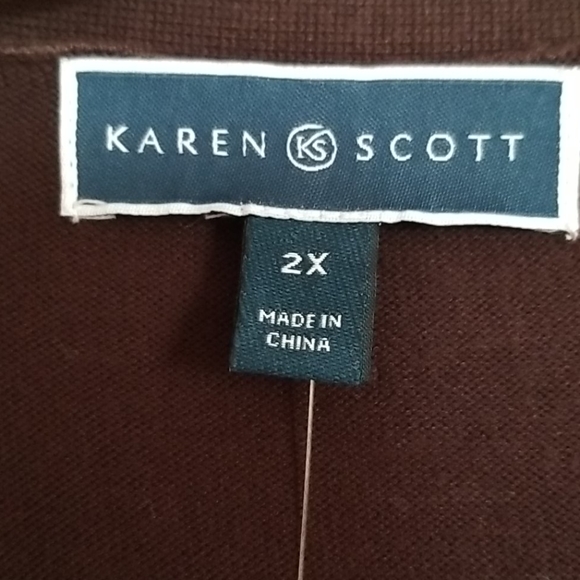 KAREN KS SCOTT
2X
MADE IN
CHINA